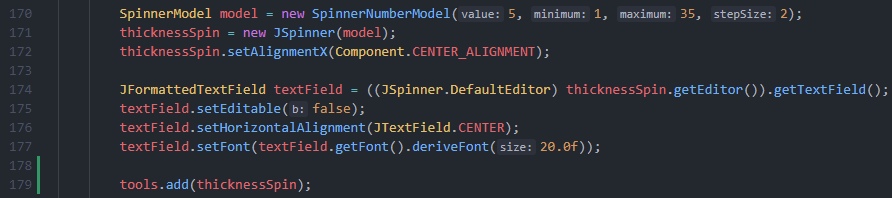 170 SpinnerModel model = new SpinnerNumberModel( value: 5, minimum: 1, maximum: 35, stepSize: 2);
171 thicknessSpin = new JSpinner(model);
172 thicknessSpin.setAlignmentX(Component.CENTER_ALIGNMENT);
173
174 JFormattedTextField textField = ((JSpinner.DefaultEditor) thicknessSpin.getEditor()).getTextField();
175 textField.setEditable( b: false);
176 textField.setHorizontalAlignment(JTextField.CENTER);
177 textField.setFont(textField.getFont().deriveFont( size: 20.0f));
178
179 tools.add(thicknessSpin);